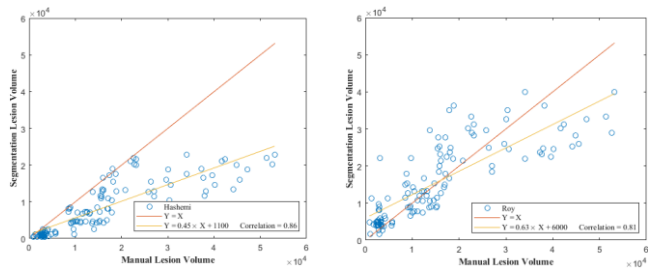 ×10⁴
6
5
4
3
2
1
0
0 1 2 3 4 5 6
×10⁴
Segmentation Lesion Volume
Manual Lesion Volume
Hashemi
Y = X
Y = 0.45 × X + 1100 Correlation = 0.86
×10⁴
6
5
4
3
2
1
0
0 1 2 3 4 5 6
×10⁴
Segmentation Lesion Volume
Manual Lesion Volume
Roy
Y = X
Y = 0.63 × X + 6000 Correlation = 0.81